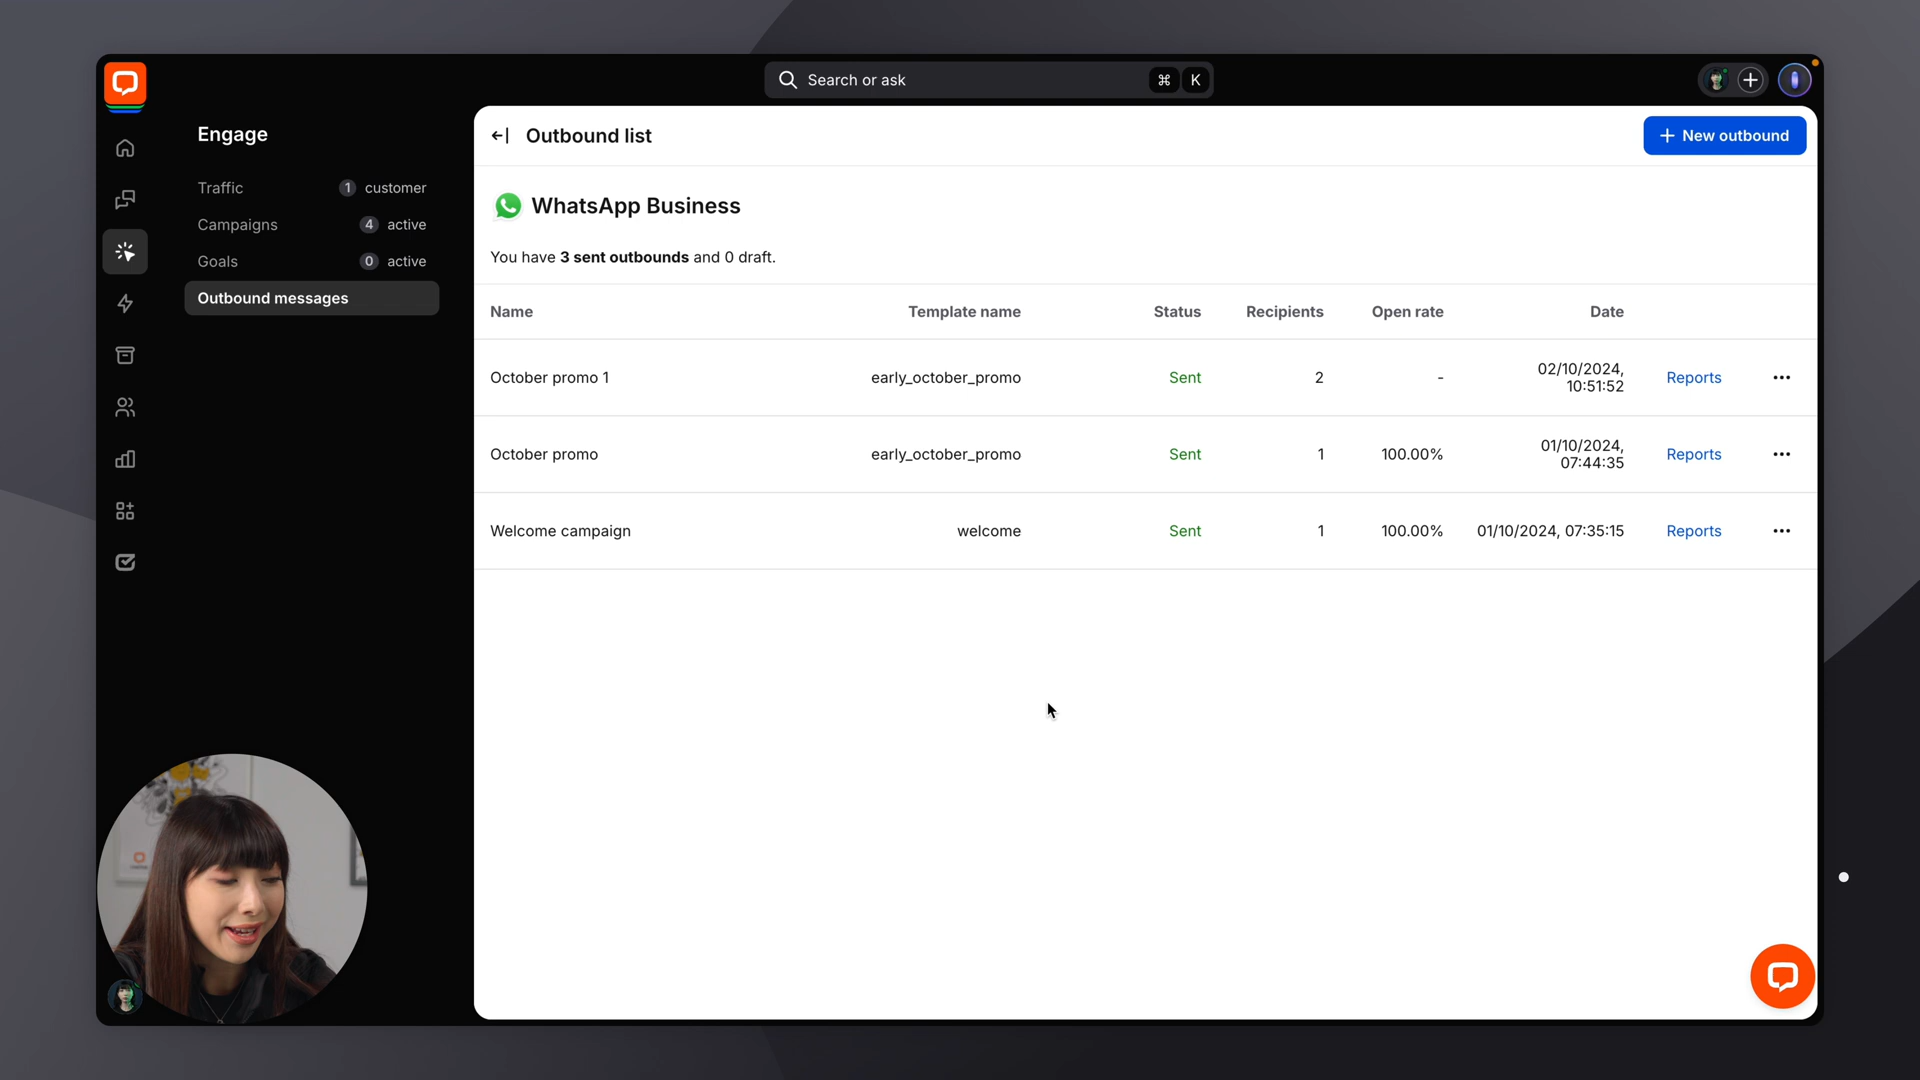 Search or ask ⌘ K
Engage
Traffic 1 customer
Campaigns 4 active
Goals 0 active
Outbound messages
Outbound list
+ New outbound
WhatsApp Business
You have 3 sent outbounds and 0 draft.
Name Template name Status Recipients Open rate Date
October promo 1 early_october_promo Sent 2 - 02/10/2024, Reports
10:51:52
October promo early_october_promo Sent 1 100.00% 01/10/2024, Reports
07:44:35
Welcome campaign welcome Sent 1 100.00% 01/10/2024, 07:35:15 Reports